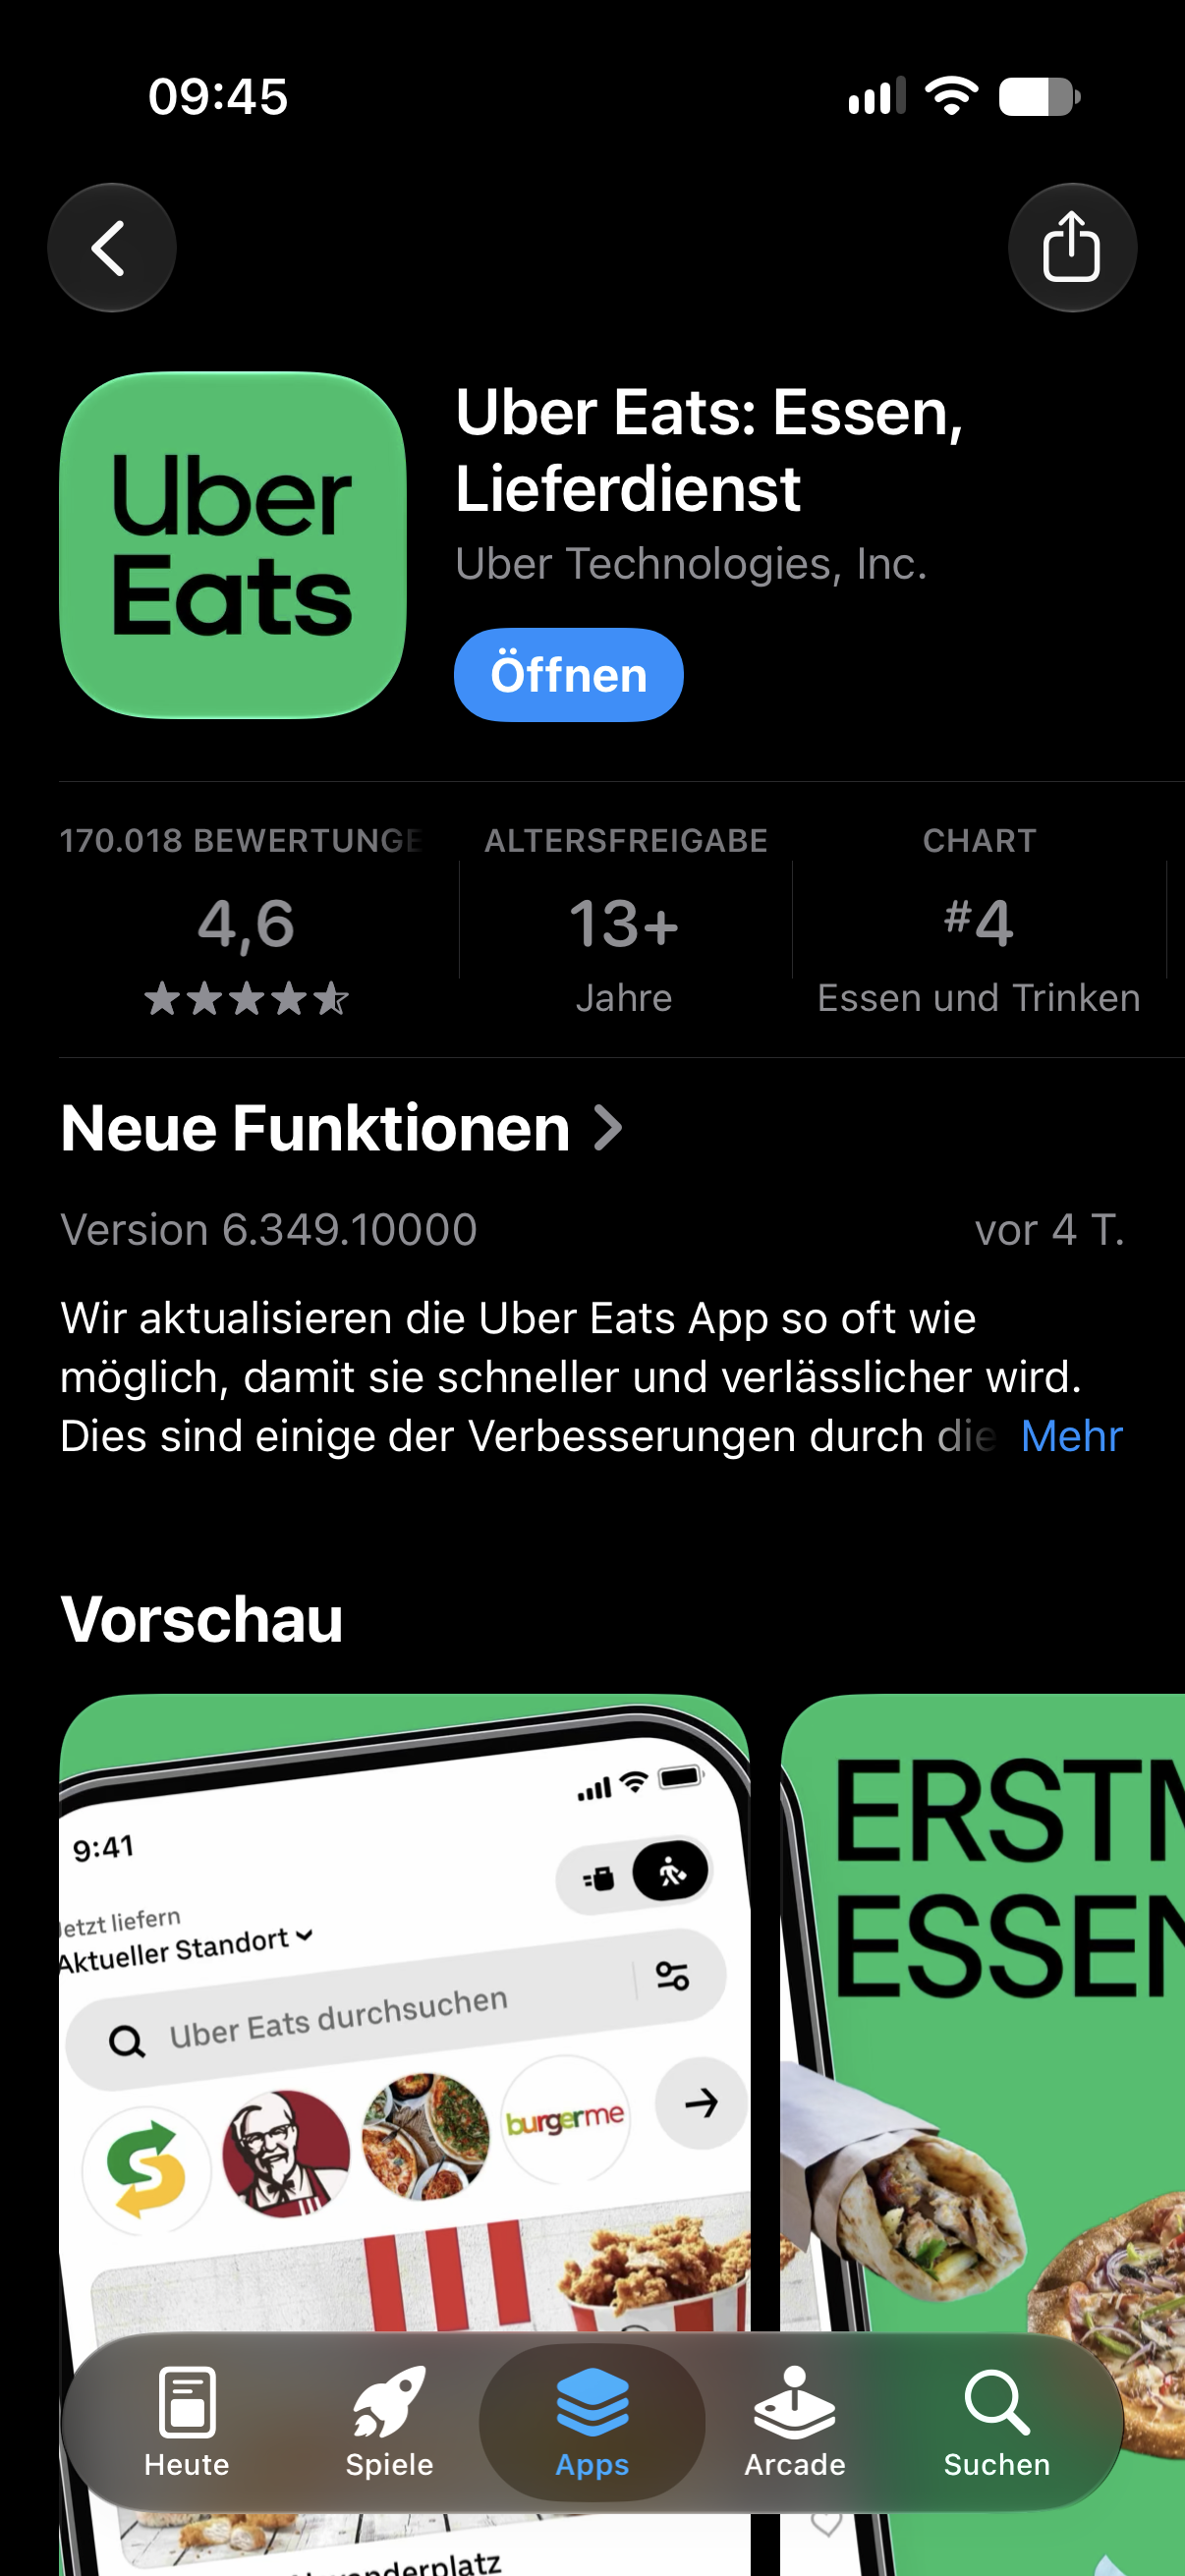 09:45
Uber
Eats
Uber Eats: Essen,
Lieferdienst
Uber Technologies, Inc.
Öffnen
170.018 BEWERTUNGE
4,6
ALTERSFREIGABE
13+
Jahre
CHART
#4
Essen und Trinken
Neue Funktionen
Version 6.349.10000
vor 4 T.
Wir aktualisieren die Uber Eats App so oft wie
möglich, damit sie schneller und verlässlicher wird.
Dies sind einige der Verbesserungen durch die Mehr
Vorschau
9:41
Jetzt liefern
Aktueller Standort
Uber Eats durchsuchen
burgerme
ERSTM
ESSEN
Heute
Spiele
Apps
Arcade
Suchen